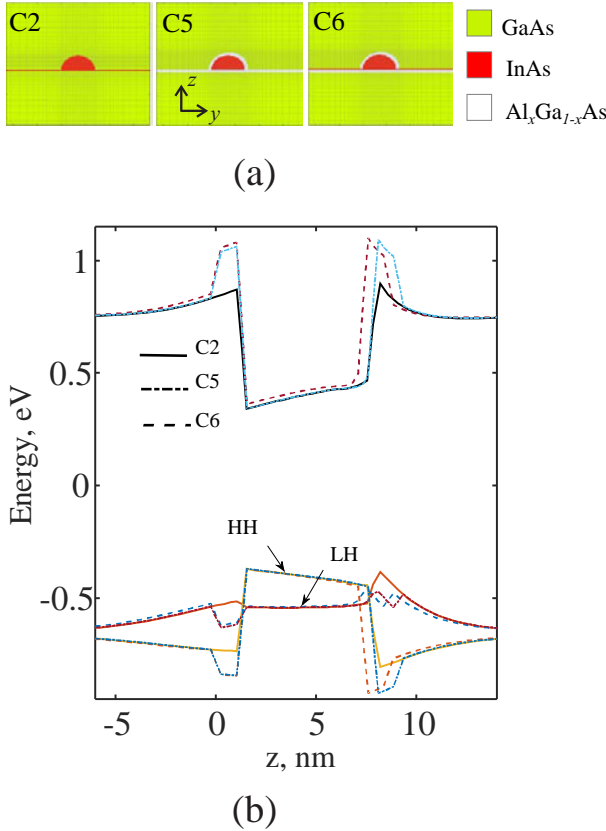 C2
C5
C6
z
y
GaAs
InAs
AlxGa1-xAs
(a)
1
0.5
0
-0.5
Energy, eV
C2
C5
C6
HH
LH
-5
0
5
10
z, nm
(b)